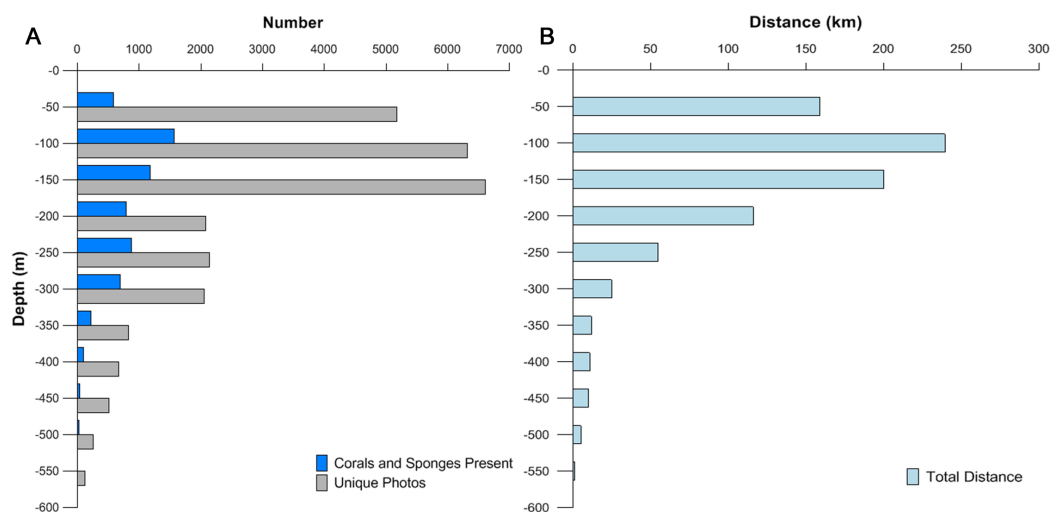 A
Number
0 1000 2000 3000 4000 5000 6000 7000
Depth (m)
-0
-50
-100
-150
-200
-250
-300
-350
-400
-450
-500
-550
-600
Corals and Sponges Present
Unique Photos
B
Distance (km)
0 50 100 150 200 250 300
-0
-50
-100
-150
-200
-250
-300
-350
-400
-450
-500
-550
-600
Total Distance